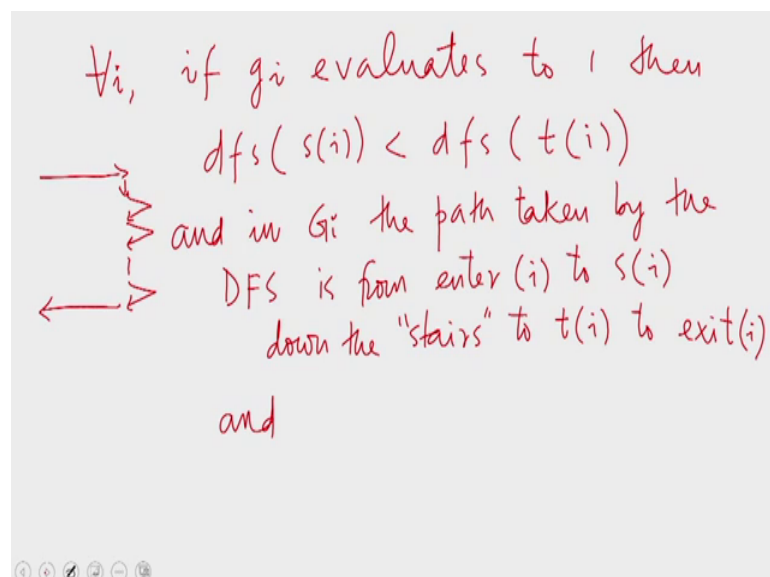 ∀i, if gi evaluates to 1 then
dfs(s(i)) < dfs(t(i))
and in Gi the path taken by the
DFS is from enter(i) to s(i)
down the "stairs" to t(i) to exit(i)
and